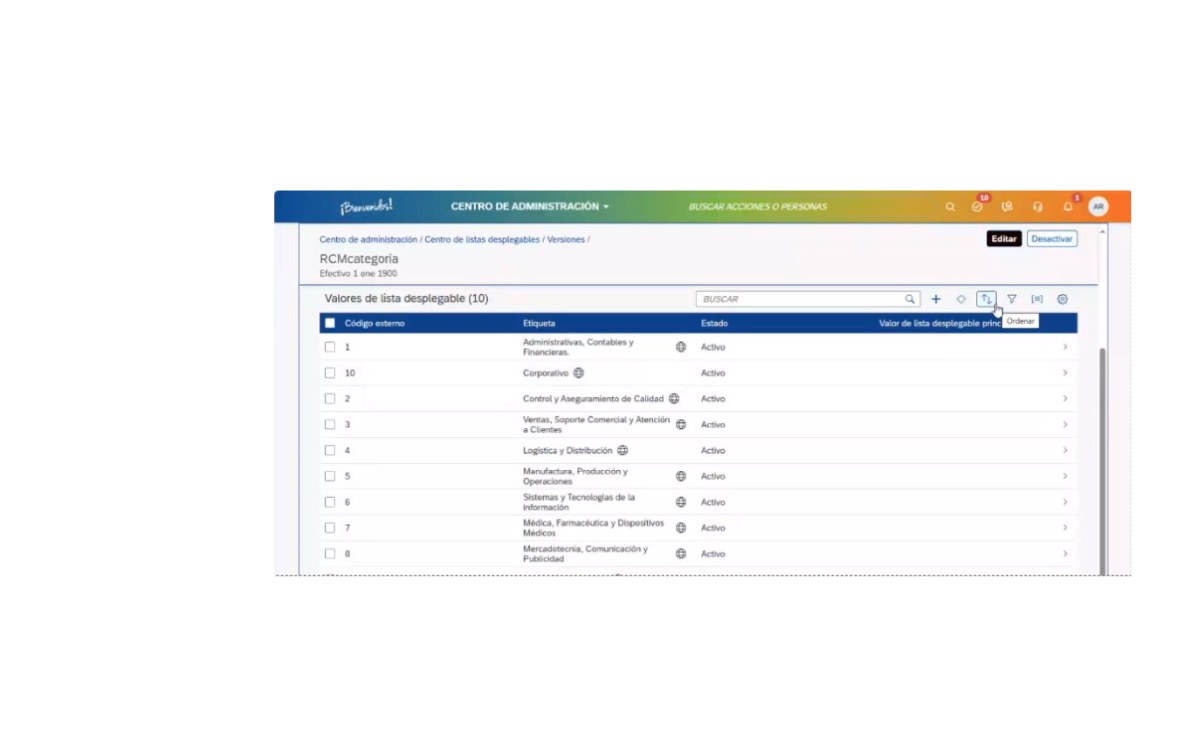 ¡Bienvenidos! CENTRO DE ADMINISTRACIÓN BUSCAR ACCIONES O PERSONAS 10 1 AR
Centro de administración / Centro de listas desplegables / Versiones / Editar Desactivar
RCMcategoria
Efectivo 1 ene 1900
Valores de lista desplegable (10) BUSCAR
Código externo Etiqueta Estado Valor de lista desplegable princ Ordenar
1 Administrativas, Contables y
Financieras. Activo
10 Corporativo Activo
2 Control y Aseguramiento de Calidad Activo
3 Ventas, Soporte Comercial y Atención
a Clientes Activo
4 Logística y Distribución Activo
5 Manufactura, Producción y
Operaciones Activo
6 Sistemas y Tecnologías de la
información Activo
7 Médica, Farmacéutica y Dispositivos
Médicos Activo
8 Mercadotecnia, Comunicación y
Publicidad Activo